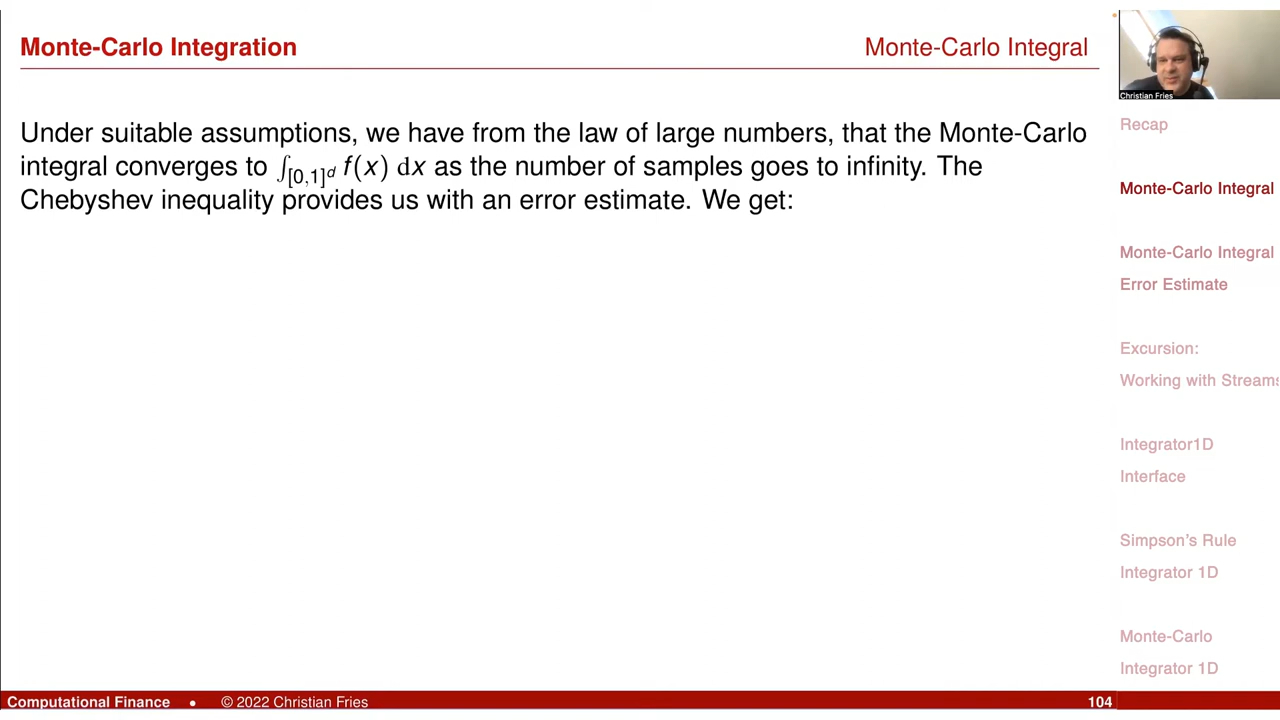 Monte-Carlo Integration
Monte-Carlo Integral
Under suitable assumptions, we have from the law of large numbers, that the Monte-Carlo
integral converges to ∫[0,1]ᵈ f(x) dx as the number of samples goes to infinity. The
Chebyshev inequality provides us with an error estimate. We get:
Christian Fries
Recap
Monte-Carlo Integral
Monte-Carlo Integral
Error Estimate
Excursion:
Working with Streams
Integrator1D
Interface
Simpson's Rule
Integrator 1D
Monte-Carlo
Integrator 1D
Computational Finance • © 2022 Christian Fries
104